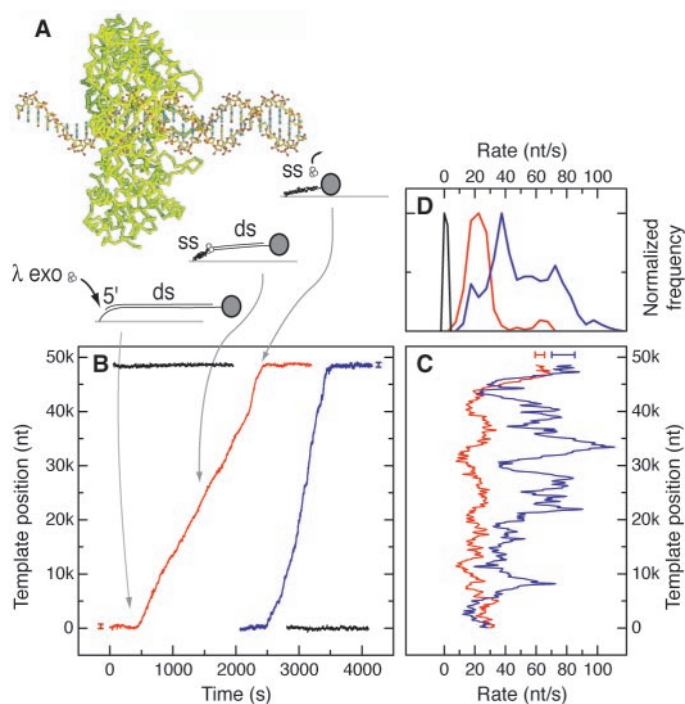 A
ss
ss
ds
λ exo
5'
ds
Rate (nt/s)
0 20 40 60 80 100
D
Normalized
frequency
B
50k
40k
30k
20k
10k
0
Template position (nt)
0 1000 2000 3000 4000
Time (s)
C
50k
40k
30k
20k
10k
0
Template position (nt)
0 20 40 60 80 100
Rate (nt/s)